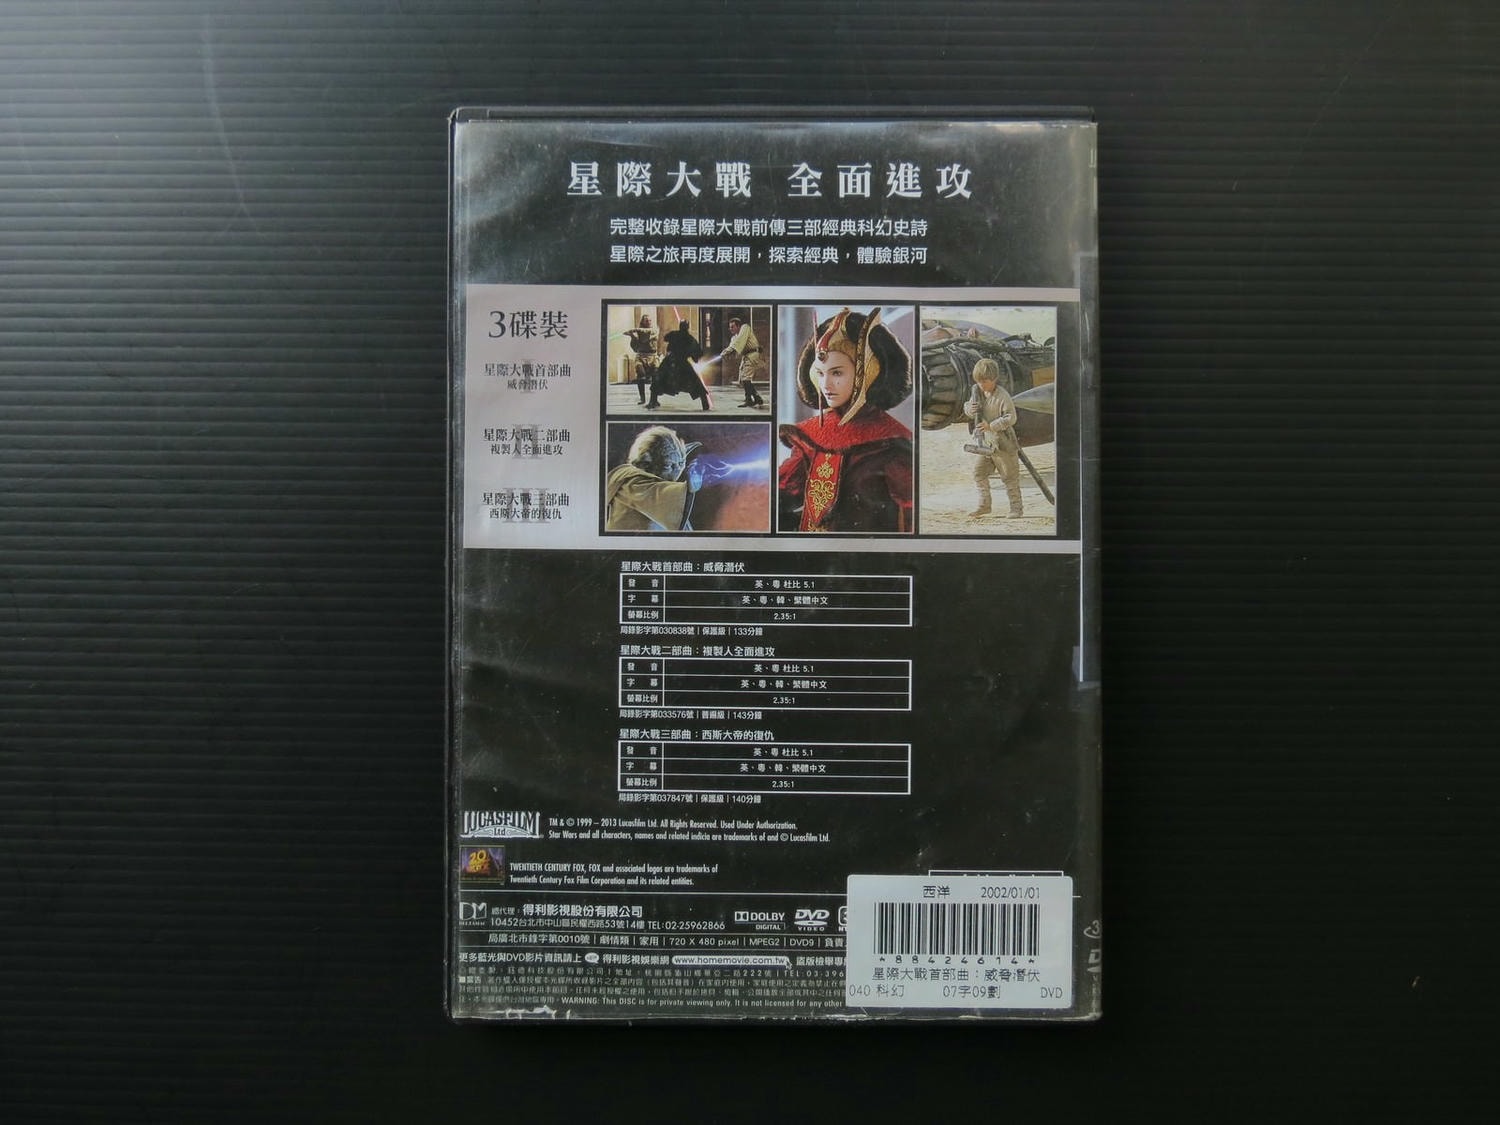 星際大戰 全面進攻
完整收錄星際大戰前傳三部經典科幻史詩
星際之旅再度展開，探索經典，體驗銀河
3碟裝
I
星際大戰首部曲
威脅潛伏
II
星際大戰二部曲
複製人全面進攻
III
星際大戰三部曲
西斯大帝的復仇
星際大戰首部曲：威脅潛伏
發 音 英、粵 杜比 5.1
字 幕 英、粵、韓、繁體中文
螢幕比例 2.35:1
局錄影字第030838號 | 保護級 | 133分鐘
星際大戰二部曲：複製人全面進攻
發 音 英、粵 杜比 5.1
字 幕 英、粵、韓、繁體中文
螢幕比例 2.35:1
局錄影字第033576號 | 普遍級 | 143分鐘
星際大戰三部曲：西斯大帝的復仇
發 音 英、粵 杜比 5.1
字 幕 英、粵、韓、繁體中文
螢幕比例 2.35:1
局錄影字第037847號 | 保護級 | 140分鐘
LUCASFILM Ltd
TM & © 1999 – 2013 Lucasfilm Ltd. All Rights Reserved. Used Under Authorization.
Star Wars and all characters, names and related indicia are trademarks of and © Lucasfilm Ltd.
TWENTIETH CENTURY FOX, FOX and associated logos are trademarks of
Twentieth Century Fox Film Corporation and its related entities.
總代理：得利影視股份有限公司
10452台北市中山區民權西路53號14樓 TEL:02-25962866
DOLBY DIGITAL
DVD VIDEO
局廣北市錄字第0010號 | 劇情類 | 家用 | 720 X 480 pixel | MPEG2 | DVD9 | 負責
更多藍光與DVD影片資訊請上 得利影視娛樂網 www.homemovie.com.tw 盜版檢舉專
WARNING: This DISC is for private viewing only. It is not licensed for any other
西洋 2002/01/01
*88424614*
星際大戰首部曲：威脅潛伏
040 科幻 07字09劃 DVD